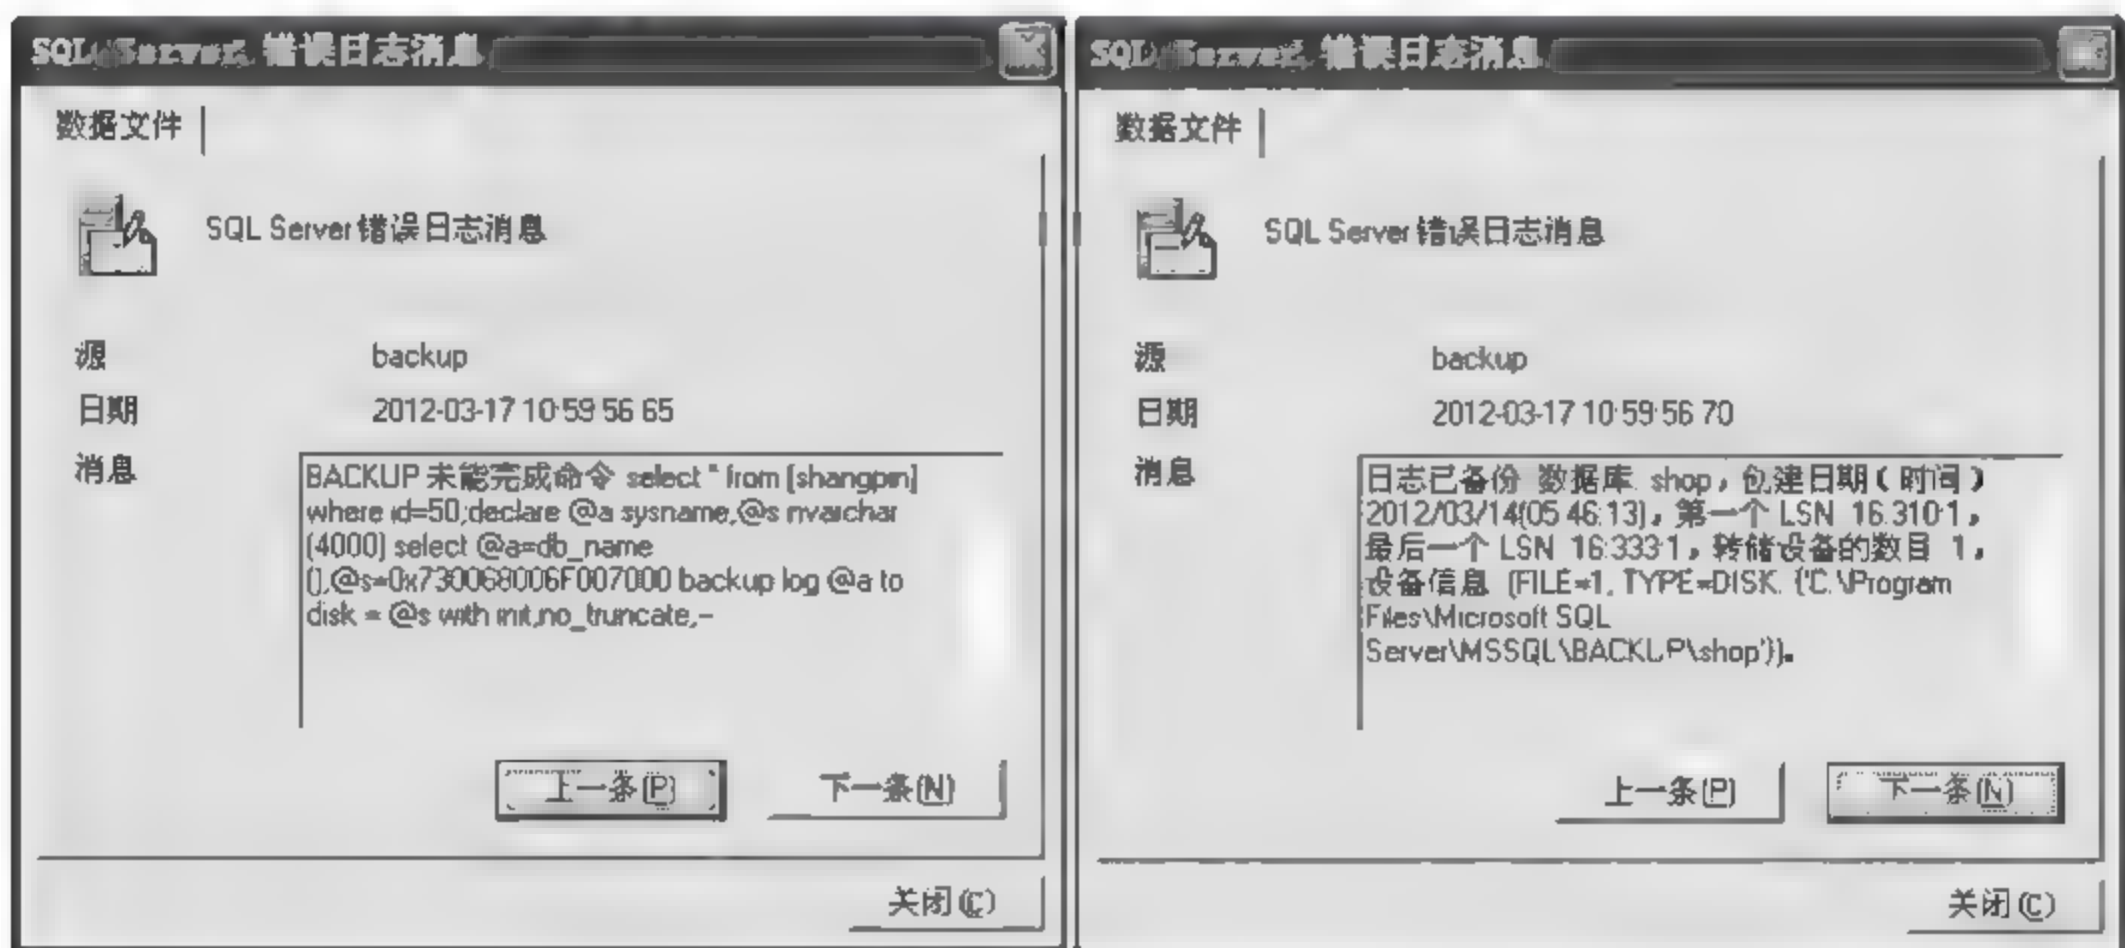 SQL Server 错误日志消息
数据文件
SQL Server 错误日志消息
源 backup
日期 2012-03-17 10:59:56 65
消息
BACKUP 未能完成命令 select * from [shangpin]
where id=50;declare @a sysname,@s nvarchar
(4000) select @a=db_name
(),@s=0x730068006F007000 backup log @a to
disk = @s with init,no_truncate,--
上一条(P) 下一条(N)
关闭(C)
SQL Server 错误日志消息
数据文件
SQL Server 错误日志消息
源 backup
日期 2012-03-17 10:59:56 70
消息
日志已备份 数据库 shop,创建日期(时间)
2012/03/14(05:46:13),第一个 LSN 16:310:1,
最后一个 LSN 16:333:1,转储设备的数目 1,
设备信息 (FILE=1, TYPE=DISK: {'C:\Program
Files\Microsoft SQL
Server\MSSQL\BACKUP\shop'})。
上一条(P) 下一条(N)
关闭(C)